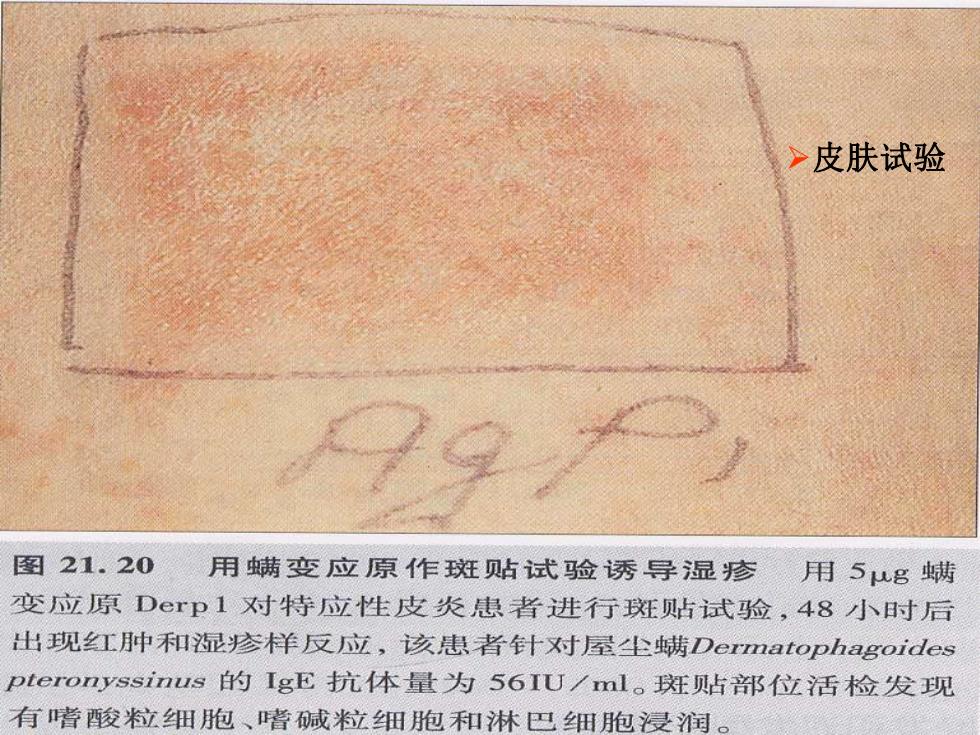 ➢皮肤试验
Ag P1
图 21.20 用螨变应原作斑贴试验诱导湿疹 用 5μg 螨
变应原 Derp1 对特应性皮炎患者进行斑贴试验,48 小时后
出现红肿和湿疹样反应,该患者针对屋尘螨Dermatophagoides
pteronyssinus 的 IgE 抗体量为 56IU/ml。斑贴部位活检发现
有嗜酸粒细胞、嗜碱粒细胞和淋巴细胞浸润。